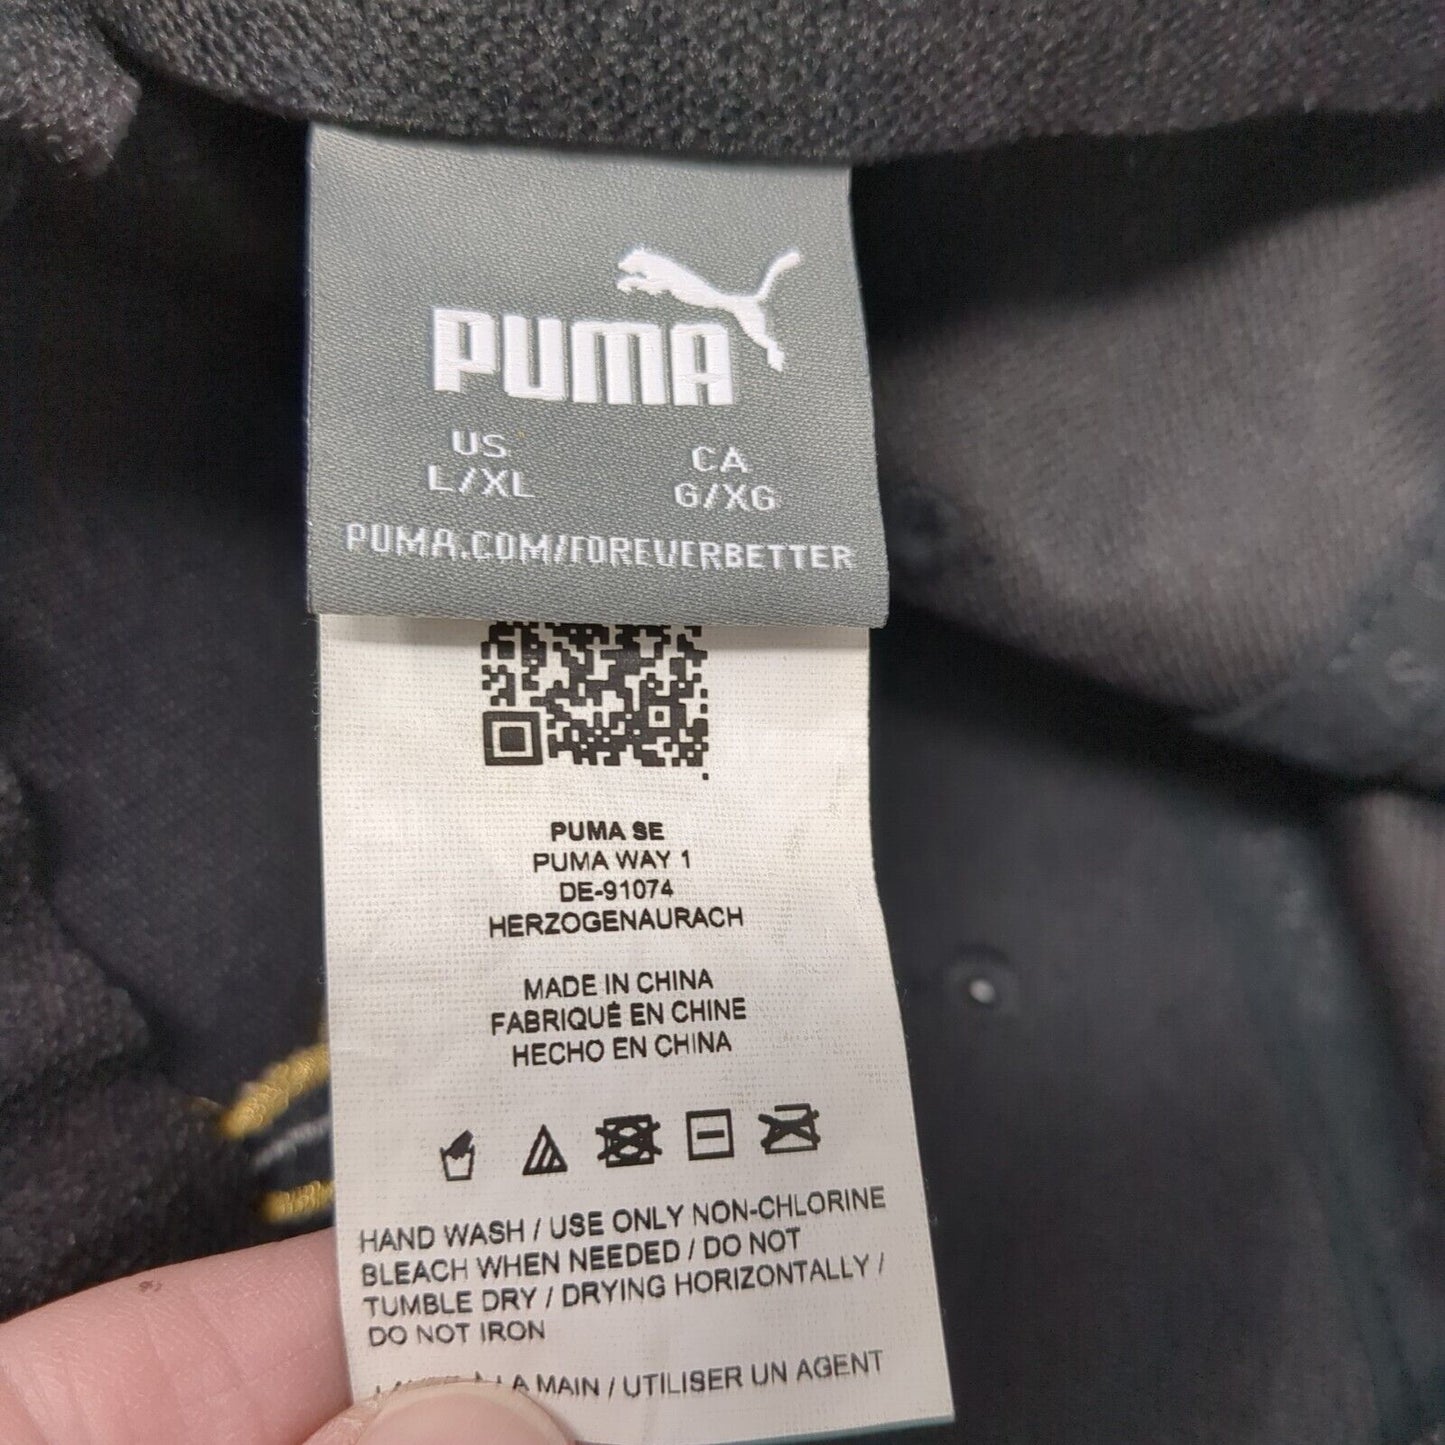 PUMA
US CA
L/XL G/XG
PUMA.COM/FOREVERBETTER
PUMA SE
PUMA WAY 1
DE-91074
HERZOGENAURACH
MADE IN CHINA
FABRIQUÉ EN CHINE
HECHO EN CHINA
HAND WASH / USE ONLY NON-CHLORINE
BLEACH WHEN NEEDED / DO NOT
TUMBLE DRY / DRYING HORIZONTALLY /
DO NOT IRON
LA MAIN / UTILISER UN AGENT